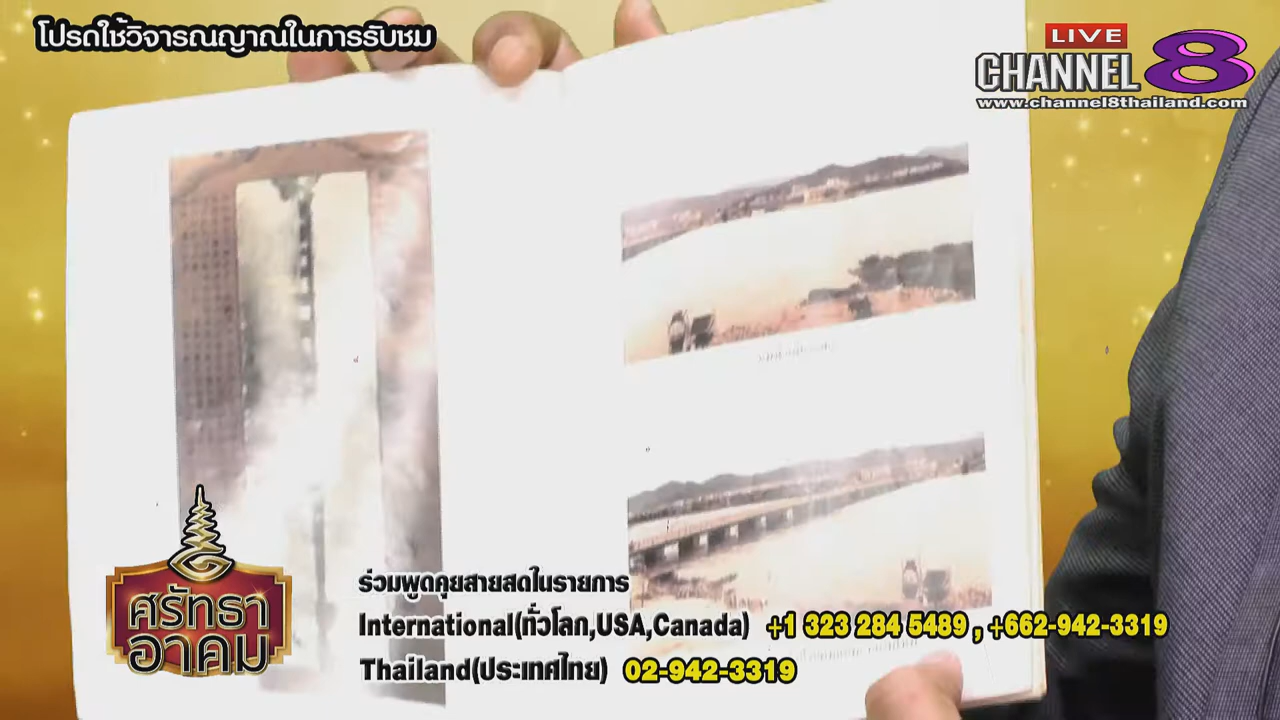 โปรดใช้วิจารณญาณในการรับชม
LIVE
CHANNEL 8
www.channel8thailand.com
ศรัทธา
อาคม
ร่วมพูดคุยสายสดในรายการ
International(ทั่วโลก,USA,Canada) +1 323 284 5489 , +662-942-3319
Thailand(ประเทศไทย) 02-942-3319